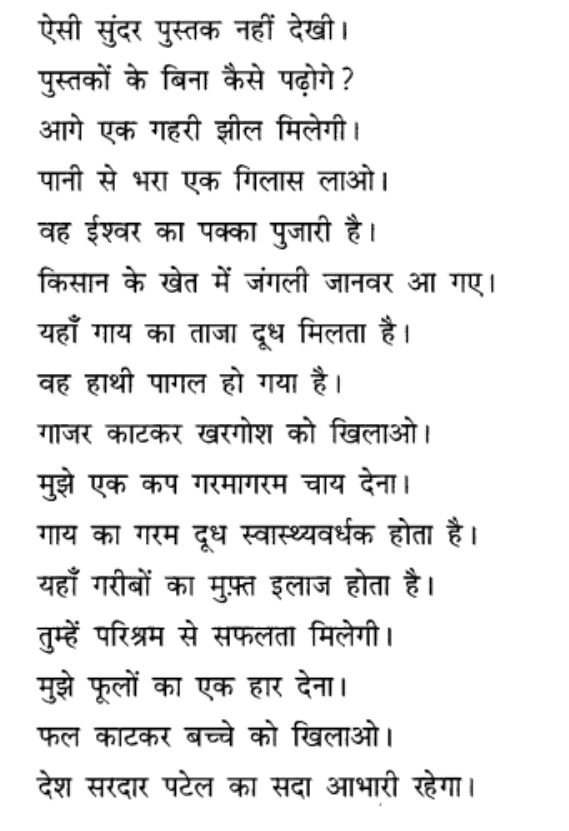 ऐसी सुंदर पुस्तक नहीं देखी।
पुस्तकों के बिना कैसे पढ़ोगे?
आगे एक गहरी झील मिलेगी।
पानी से भरा एक गिलास लाओ।
वह ईश्वर का पक्का पुजारी है।
किसान के खेत में जंगली जानवर आ गए।
यहाँ गाय का ताजा दूध मिलता है।
वह हाथी पागल हो गया है।
गाजर काटकर खरगोश को खिलाओ।
मुझे एक कप गरमागरम चाय देना।
गाय का गरम दूध स्वास्थ्यवर्धक होता है।
यहाँ गरीबों का मुफ़्त इलाज होता है।
तुम्हें परिश्रम से सफलता मिलेगी।
मुझे फूलों का एक हार देना।
फल काटकर बच्चे को खिलाओ।
देश सरदार पटेल का सदा आभारी रहेगा।